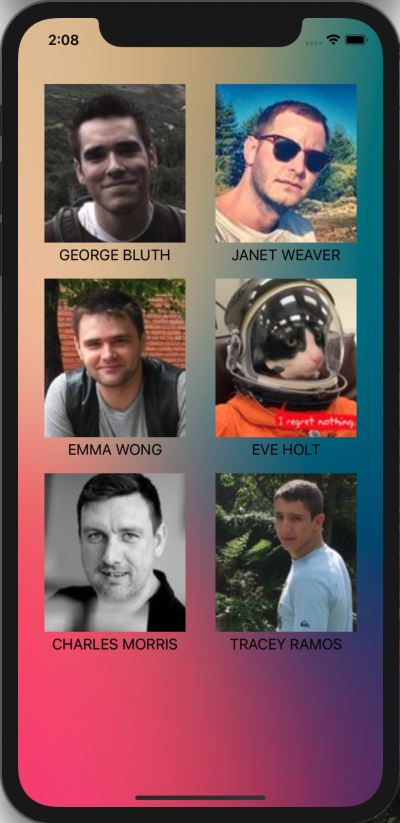 2:08
GEORGE BLUTH
JANET WEAVER
EMMA WONG
I regret nothing.
EVE HOLT
CHARLES MORRIS
TRACEY RAMOS